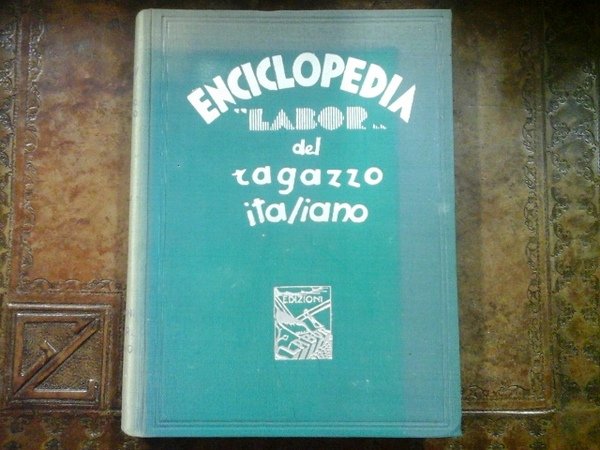 ENCICLOPEDIA
"LABOR"
del
ragazzo
italiano
EDIZIONI